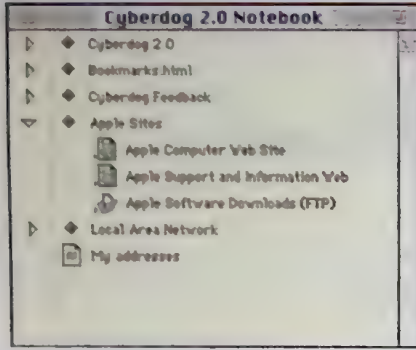 Cyberdog 2.0 Notebook
Cyberdog 2.0
Bookmarks.html
Cyberdog Feedback
Apple Sites
Apple Computer Web Site
Apple Support and Information Web
Apple Software Downloads (FTP)
Local Area Network
My addresses